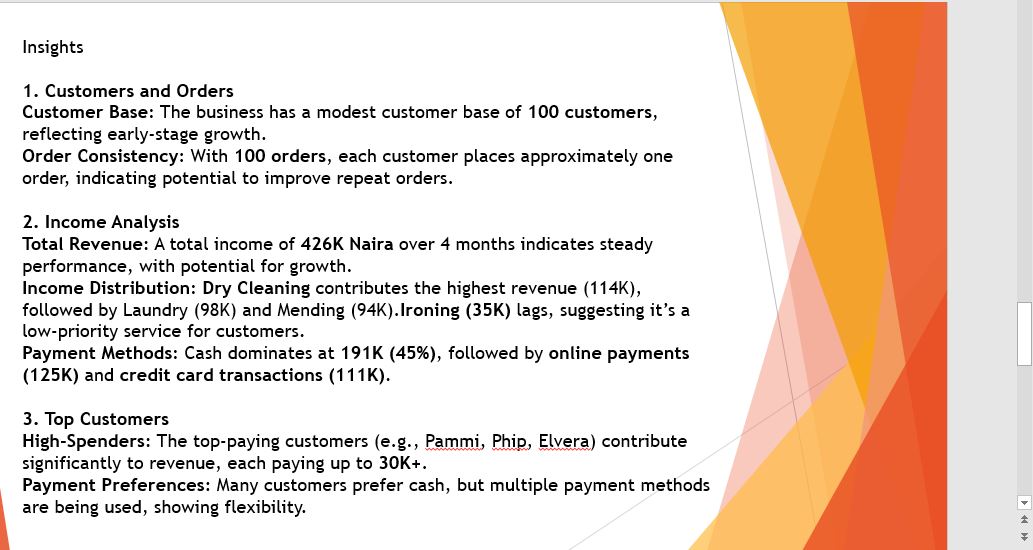 Insights
1. Customers and Orders
Customer Base: The business has a modest customer base of 100 customers,
reflecting early-stage growth.
Order Consistency: With 100 orders, each customer places approximately one
order, indicating potential to improve repeat orders.
2. Income Analysis
Total Revenue: A total income of 426K Naira over 4 months indicates steady
performance, with potential for growth.
Income Distribution: Dry Cleaning contributes the highest revenue (114K),
followed by Laundry (98K) and Mending (94K).Ironing (35K) lags, suggesting it’s a
low-priority service for customers.
Payment Methods: Cash dominates at 191K (45%), followed by online payments
(125K) and credit card transactions (111K).
3. Top Customers
High-Spenders: The top-paying customers (e.g., Pammi, Phip, Elvera) contribute
significantly to revenue, each paying up to 30K+.
Payment Preferences: Many customers prefer cash, but multiple payment methods
are being used, showing flexibility.